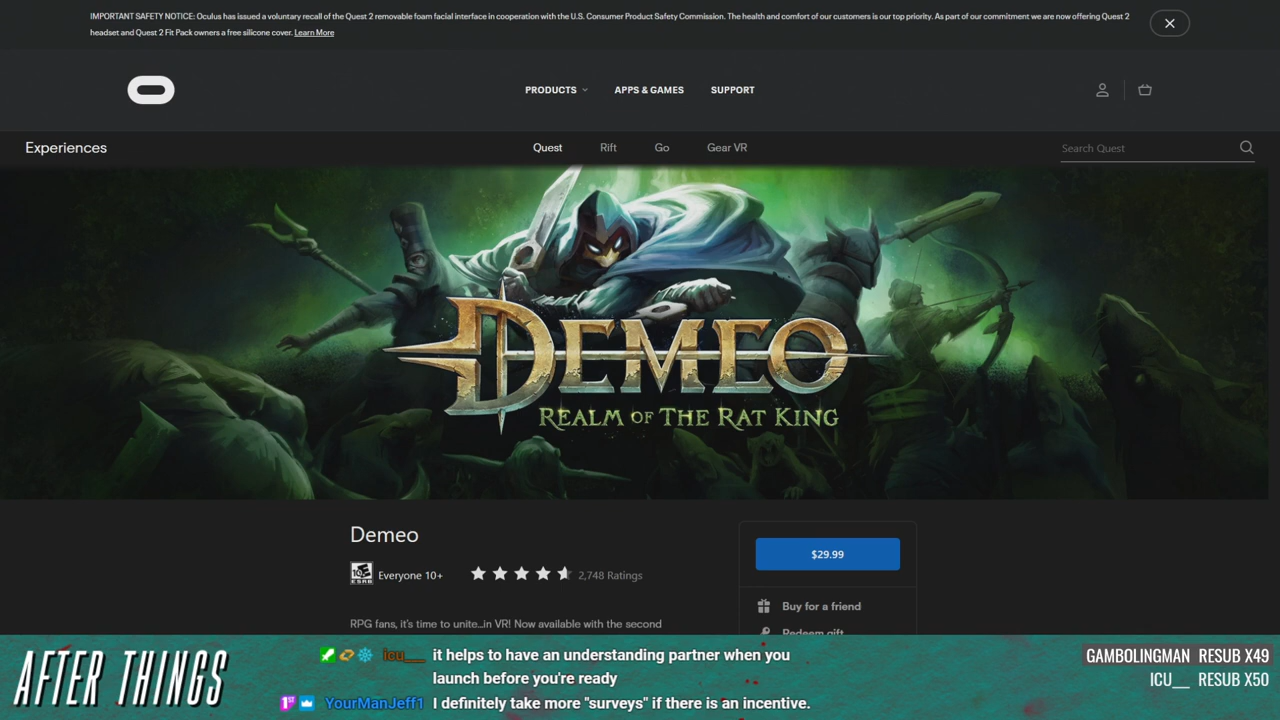 IMPORTANT SAFETY NOTICE: Oculus has issued a voluntary recall of the Quest 2 removable foam facial interface in cooperation with the U.S. Consumer Product Safety Commission. The health and comfort of our customers is our top priority. As part of our commitment we are now offering Quest 2
headset and Quest 2 Fit Pack owners a free silicone cover. Learn More
PRODUCTS APPS & GAMES SUPPORT
Experiences Quest Rift Go Gear VR Search Quest
DEMEO
REALM OF THE RAT KING
Demeo
$29.99
Everyone 10+ 2,748 Ratings
Buy for a friend
RPG fans, it's time to unite...in VR! Now available with the second
Redeem gift
AFTER THINGS
icu__ it helps to have an understanding partner when you
launch before you're ready
YourManJeff1 I definitely take more "surveys" if there is an incentive.
GAMBOLINGMAN RESUB X49
ICU__ RESUB X50